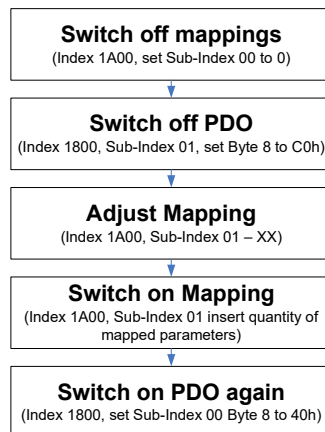 Switch off mappings
(Index 1A00, set Sub-Index 00 to 0)
Switch off PDO
(Index 1800, Sub-Index 01, set Byte 8 to C0h)
Adjust Mapping
(Index 1A00, Sub-Index 01 – XX)
Switch on Mapping
(Index 1A00, Sub-Index 01 insert quantity of
mapped parameters)
Switch on PDO again
(Index 1800, set Sub-Index 00 Byte 8 to 40h)